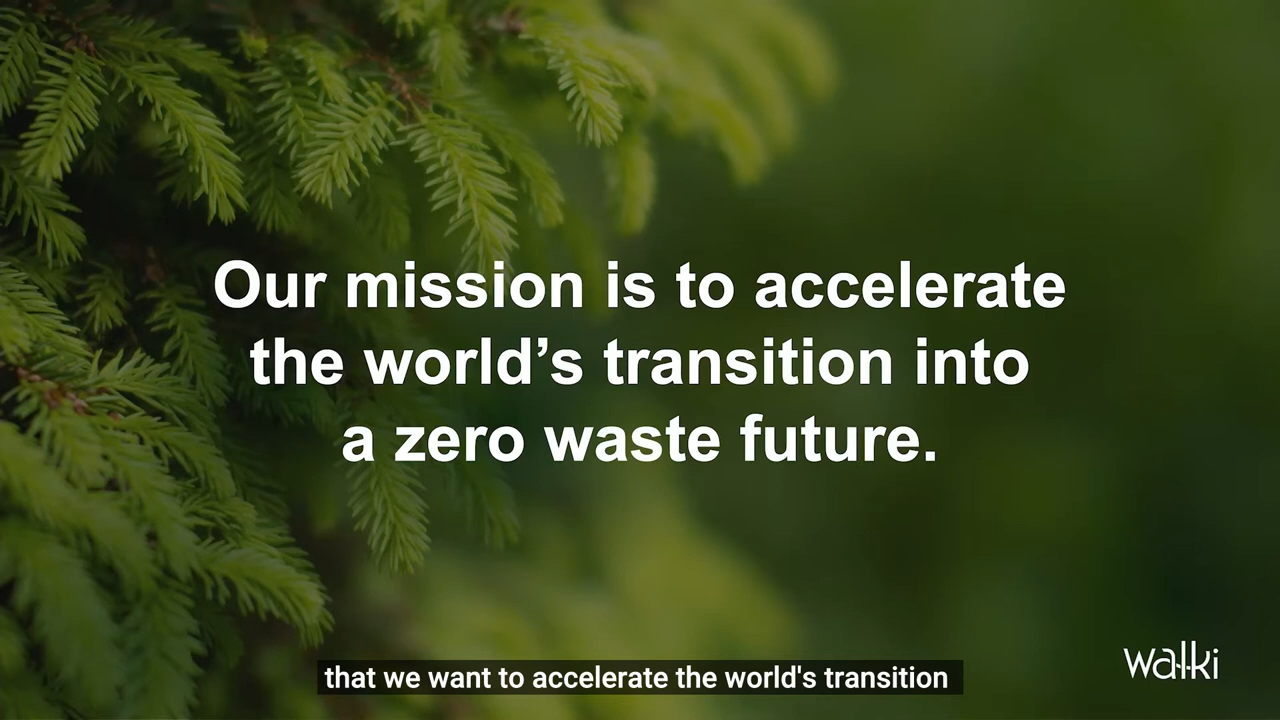 Our mission is to accelerate
the world’s transition into
a zero waste future.
walki
that we want to accelerate the world's transition